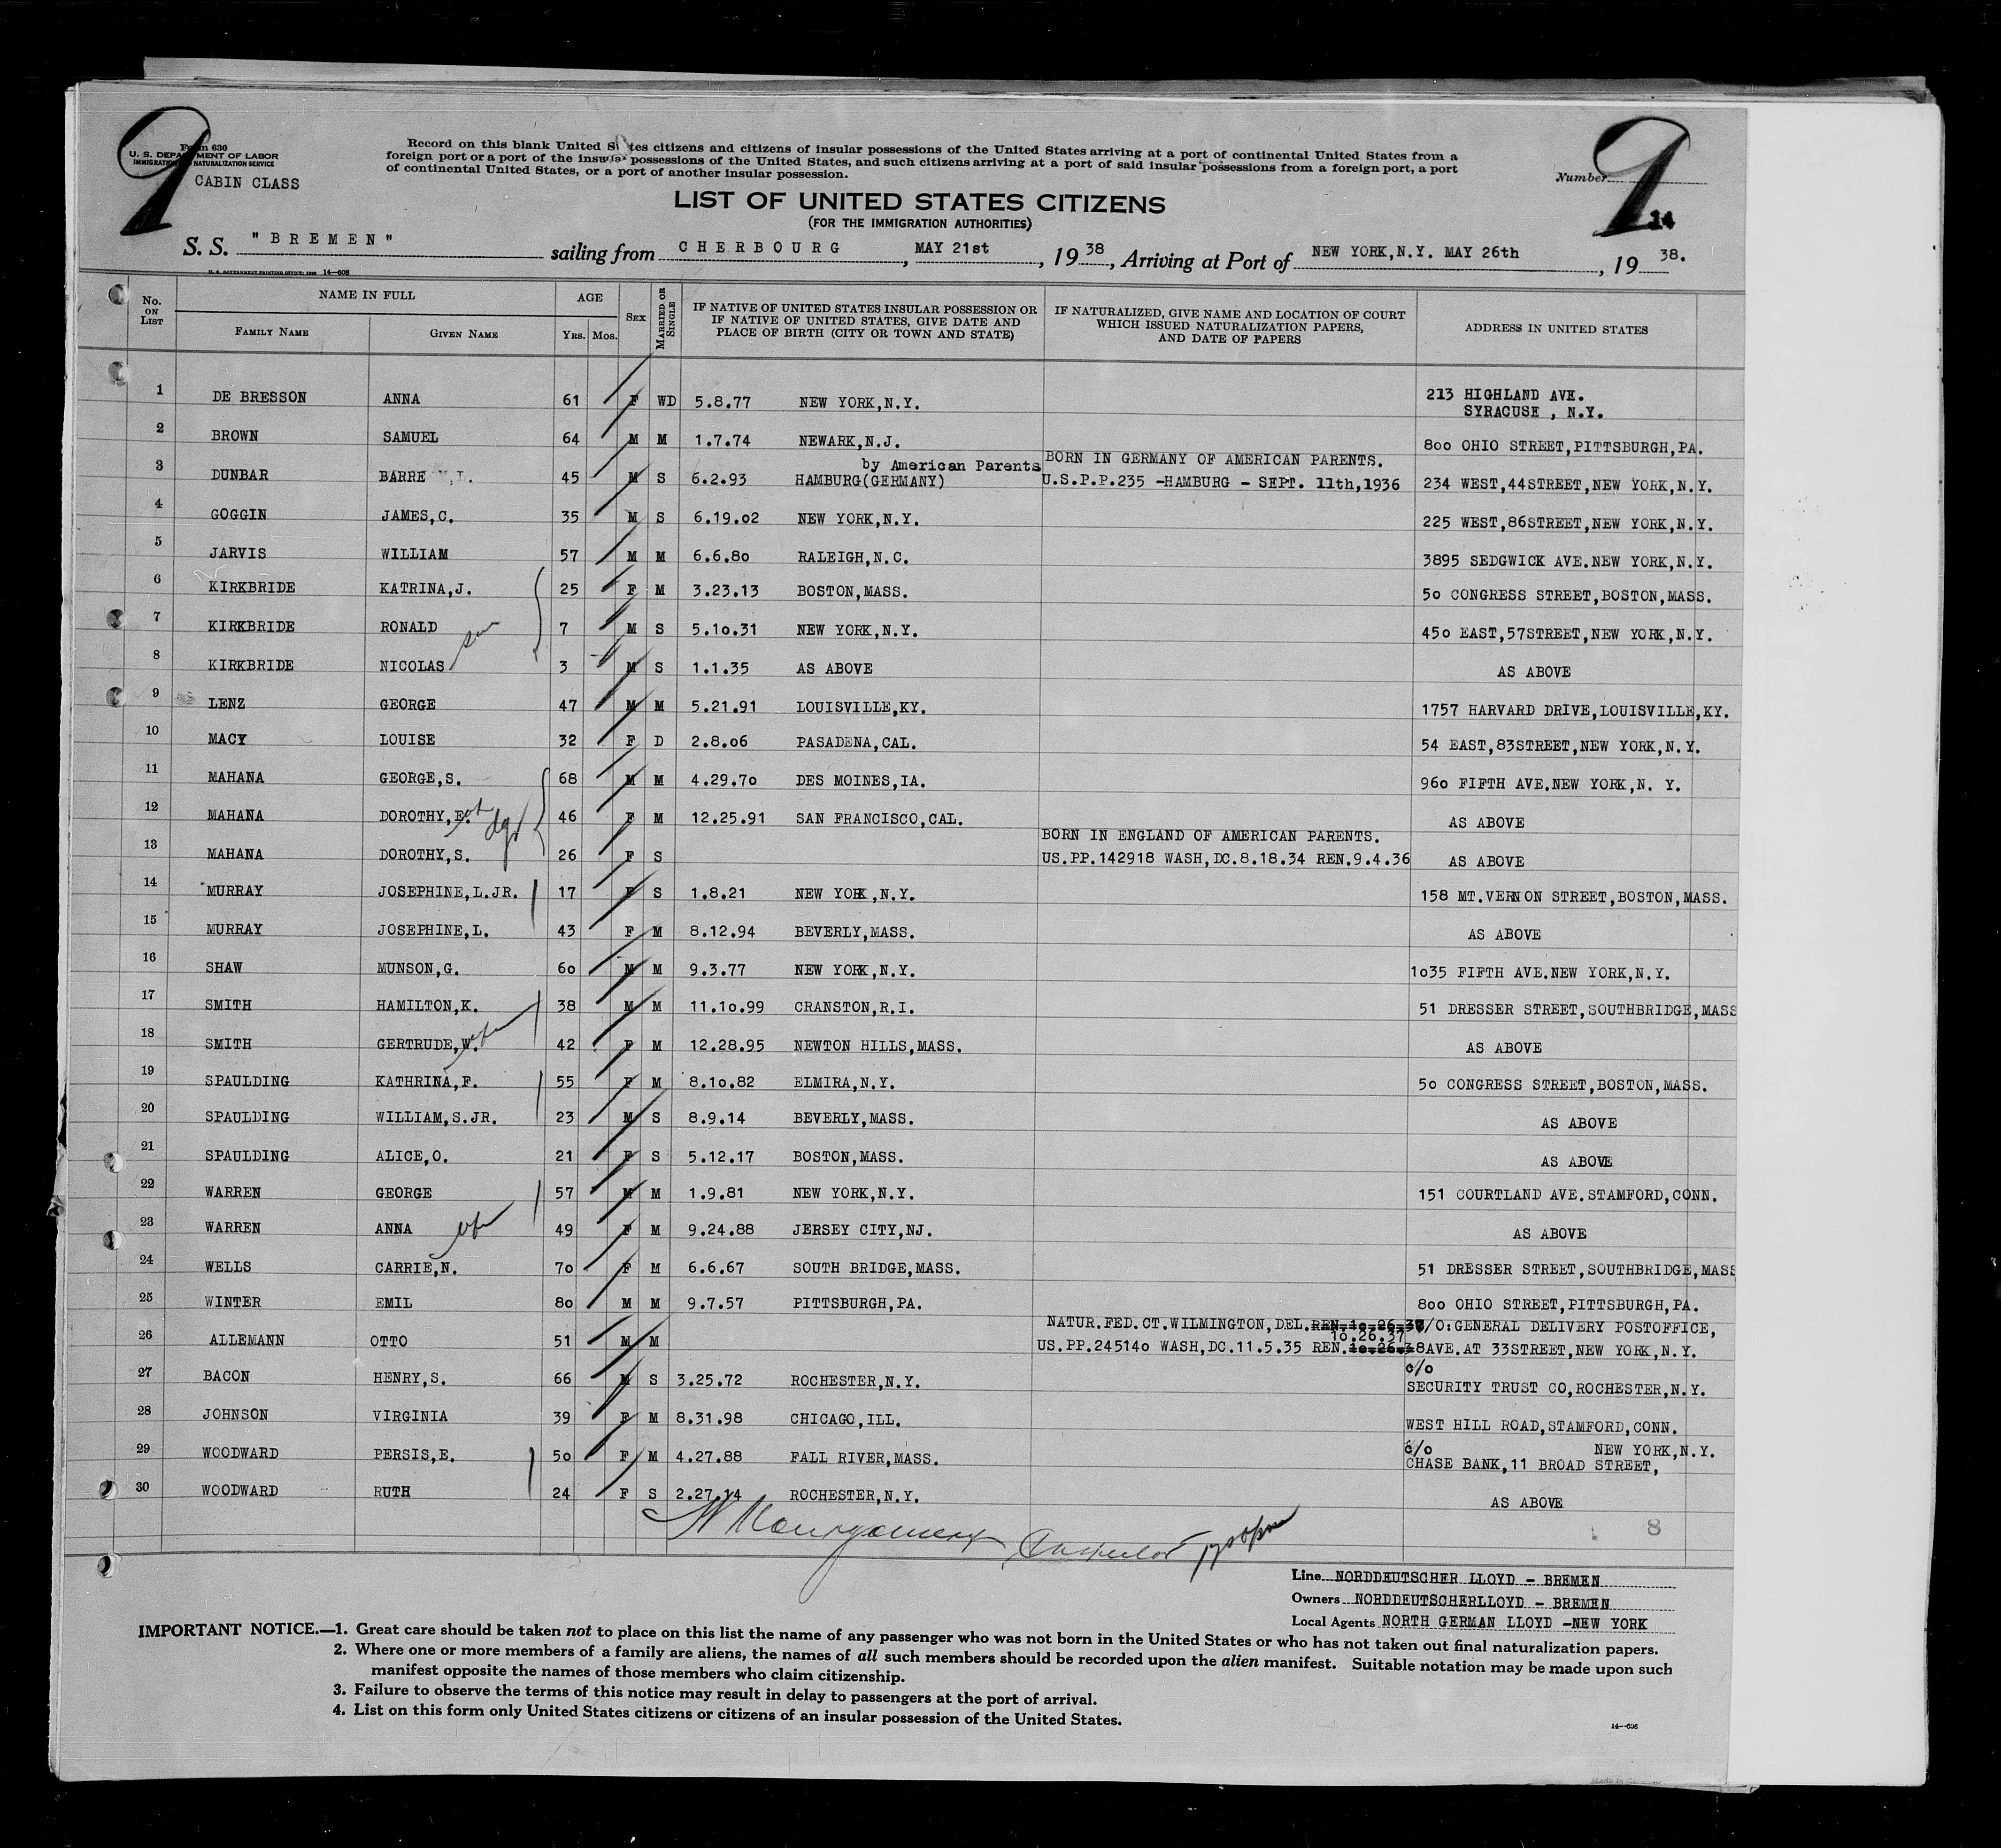 9
Form 630
U. S. DEPARTMENT OF LABOR
IMMIGRATION AND NATURALIZATION SERVICE
CABIN CLASS
Record on this blank United States citizens and citizens of insular possessions of the United States arriving at a port of continental United States from a
foreign port or a port of the insular possessions of the United States, and such citizens arriving at a port of said insular possessions from a foreign port, a port
of continental United States, or a port of another insular possession.
Number
9
14
LIST OF UNITED STATES CITIZENS
(FOR THE IMMIGRATION AUTHORITIES)
S. S. "BREMEN" sailing from CHERBOURG, MAY 21st, 1938, Arriving at Port of NEW YORK,N.Y. MAY 26th, 1938.
14—608
No. ON LIST NAME IN FULL FAMILY NAME GIVEN NAME AGE YRS. MOS. SEX MARRIED OR SINGLE IF NATIVE OF UNITED STATES INSULAR POSSESSION OR IF NATIVE OF UNITED STATES, GIVE DATE AND PLACE OF BIRTH (CITY OR TOWN AND STATE) IF NATURALIZED, GIVE NAME AND LOCATION OF COURT WHICH ISSUED NATURALIZATION PAPERS, AND DATE OF PAPERS ADDRESS IN UNITED STATES
1 DE BRESSON ANNA 61 F WD 5.8.77 NEW YORK,N.Y. 213 HIGHLAND AVE.
SYRACUSE , N.Y.
2 BROWN SAMUEL 64 M M 1.7.74 NEWARK,N.J. 800 OHIO STREET,PITTSBURGH,PA.
by American Parents BORN IN GERMANY OF AMERICAN PARENTS.
3 DUNBAR BARRE 45 M S 6.2.93 HAMBURG(GERMANY) U.S.P.P.235 -HAMBURG - SEPT. 11th,1936 234 WEST,44STREET,NEW YORK,N.Y.
4 GOGGIN JAMES,C. 35 M S 6.19.02 NEW YORK,N.Y. 225 WEST,86STREET,NEW YORK,N.Y.
5 JARVIS WILLIAM 57 M M 6.6.80 RALEIGH,N.C. 3895 SEDGWICK AVE.NEW YORK,N.Y.
6 KIRKBRIDE KATRINA,J. 25 F M 3.23.13 BOSTON,MASS. 50 CONGRESS STREET,BOSTON,MASS.
7 KIRKBRIDE RONALD 7 M S 5.10.31 NEW YORK,N.Y. 450 EAST,57STREET,NEW YORK,N.Y.
8 KIRKBRIDE NICOLAS son 3 M S 1.1.35 AS ABOVE AS ABOVE
9 LENZ GEORGE 47 M M 5.21.91 LOUISVILLE,KY. 1757 HARVARD DRIVE,LOUISVILLE,KY.
10 MACY LOUISE 32 F D 2.8.06 PASADENA,CAL. 54 EAST,83STREET,NEW YORK,N.Y.
11 MAHANA GEORGE,S. 68 M M 4.29.70 DES MOINES,IA. 960 FIFTH AVE.NEW YORK,N. Y.
12 MAHANA DOROTHY,E. 46 F M 12.25.91 SAN FRANCISCO,CAL. AS ABOVE
BORN IN ENGLAND OF AMERICAN PARENTS.
13 MAHANA DOROTHY,S. dgt 26 F S US.PP.142918 WASH,DC.8.18.34 REN.9.4.36 AS ABOVE
14 MURRAY JOSEPHINE,L.JR. 17 F S 1.8.21 NEW YORK,N.Y. 158 MT.VERNON STREET,BOSTON,MASS.
15 MURRAY JOSEPHINE,L. 43 F M 8.12.94 BEVERLY,MASS. AS ABOVE
16 SHAW MUNSON,G. 60 M M 9.3.77 NEW YORK,N.Y. 1035 FIFTH AVE.NEW YORK,N.Y.
17 SMITH HAMILTON,K. 38 M M 11.10.99 CRANSTON,R.I. 51 DRESSER STREET,SOUTHBRIDGE,MASS
18 SMITH GERTRUDE,W. wfe 42 F M 12.28.95 NEWTON HILLS,MASS. AS ABOVE
19 SPAULDING KATHRINA,F. 55 F M 8.10.82 ELMIRA,N.Y. 50 CONGRESS STREET,BOSTON,MASS.
20 SPAULDING WILLIAM,S.JR. 23 M S 8.9.14 BEVERLY,MASS. AS ABOVE
21 SPAULDING ALICE,O. 21 F S 5.12.17 BOSTON,MASS. AS ABOVE
22 WARREN GEORGE 57 M M 1.9.81 NEW YORK,N.Y. 151 COURTLAND AVE.STAMFORD,CONN.
23 WARREN ANNA wfe 49 F M 9.24.88 JERSEY CITY,NJ. AS ABOVE
24 WELLS CARRIE,N. 70 F M 6.6.67 SOUTH BRIDGE,MASS. 51 DRESSER STREET,SOUTHBRIDGE,MASS
25 WINTER EMIL 80 M M 9.7.57 PITTSBURGH,PA. 800 OHIO STREET,PITTSBURGH,PA.
NATUR.FED.CT.WILMINGTON,DEL.REN.10.26.37 C/O:GENERAL DELIVERY POSTOFFICE,
10.26.37
26 ALLEMANN OTTO 51 M M US.PP.245140 WASH,DC.11.5.35 REN. 8AVE.AT 33STREET,NEW YORK,N.Y.
c/o
27 BACON HENRY,S. 66 M S 3.25.72 ROCHESTER,N.Y. SECURITY TRUST CO,ROCHESTER,N.Y.
28 JOHNSON VIRGINIA 39 F M 8.31.98 CHICAGO,ILL. WEST HILL ROAD,STAMFORD,CONN.
c/o NEW YORK,N.Y.
29 WOODWARD PERSIS,E. 50 F M 4.27.88 FALL RIVER,MASS. CHASE BANK,11 BROAD STREET,
30 WOODWARD RUTH 24 F S 2.27.14 ROCHESTER,N.Y. AS ABOVE
Montgomery Inspector
8
Line NORDDEUTSCHER LLOYD - BREMEN
Owners NORDDEUTSCHERLLOYD - BREMEN
Local Agents NORTH GERMAN LLOYD -NEW YORK
IMPORTANT NOTICE.—1. Great care should be taken not to place on this list the name of any passenger who was not born in the United States or who has not taken out final naturalization papers.
2. Where one or more members of a family are aliens, the names of all such members should be recorded upon the alien manifest. Suitable notation may be made upon such
manifest opposite the names of those members who claim citizenship.
3. Failure to observe the terms of this notice may result in delay to passengers at the port of arrival.
4. List on this form only United States citizens or citizens of an insular possession of the United States.
14—608